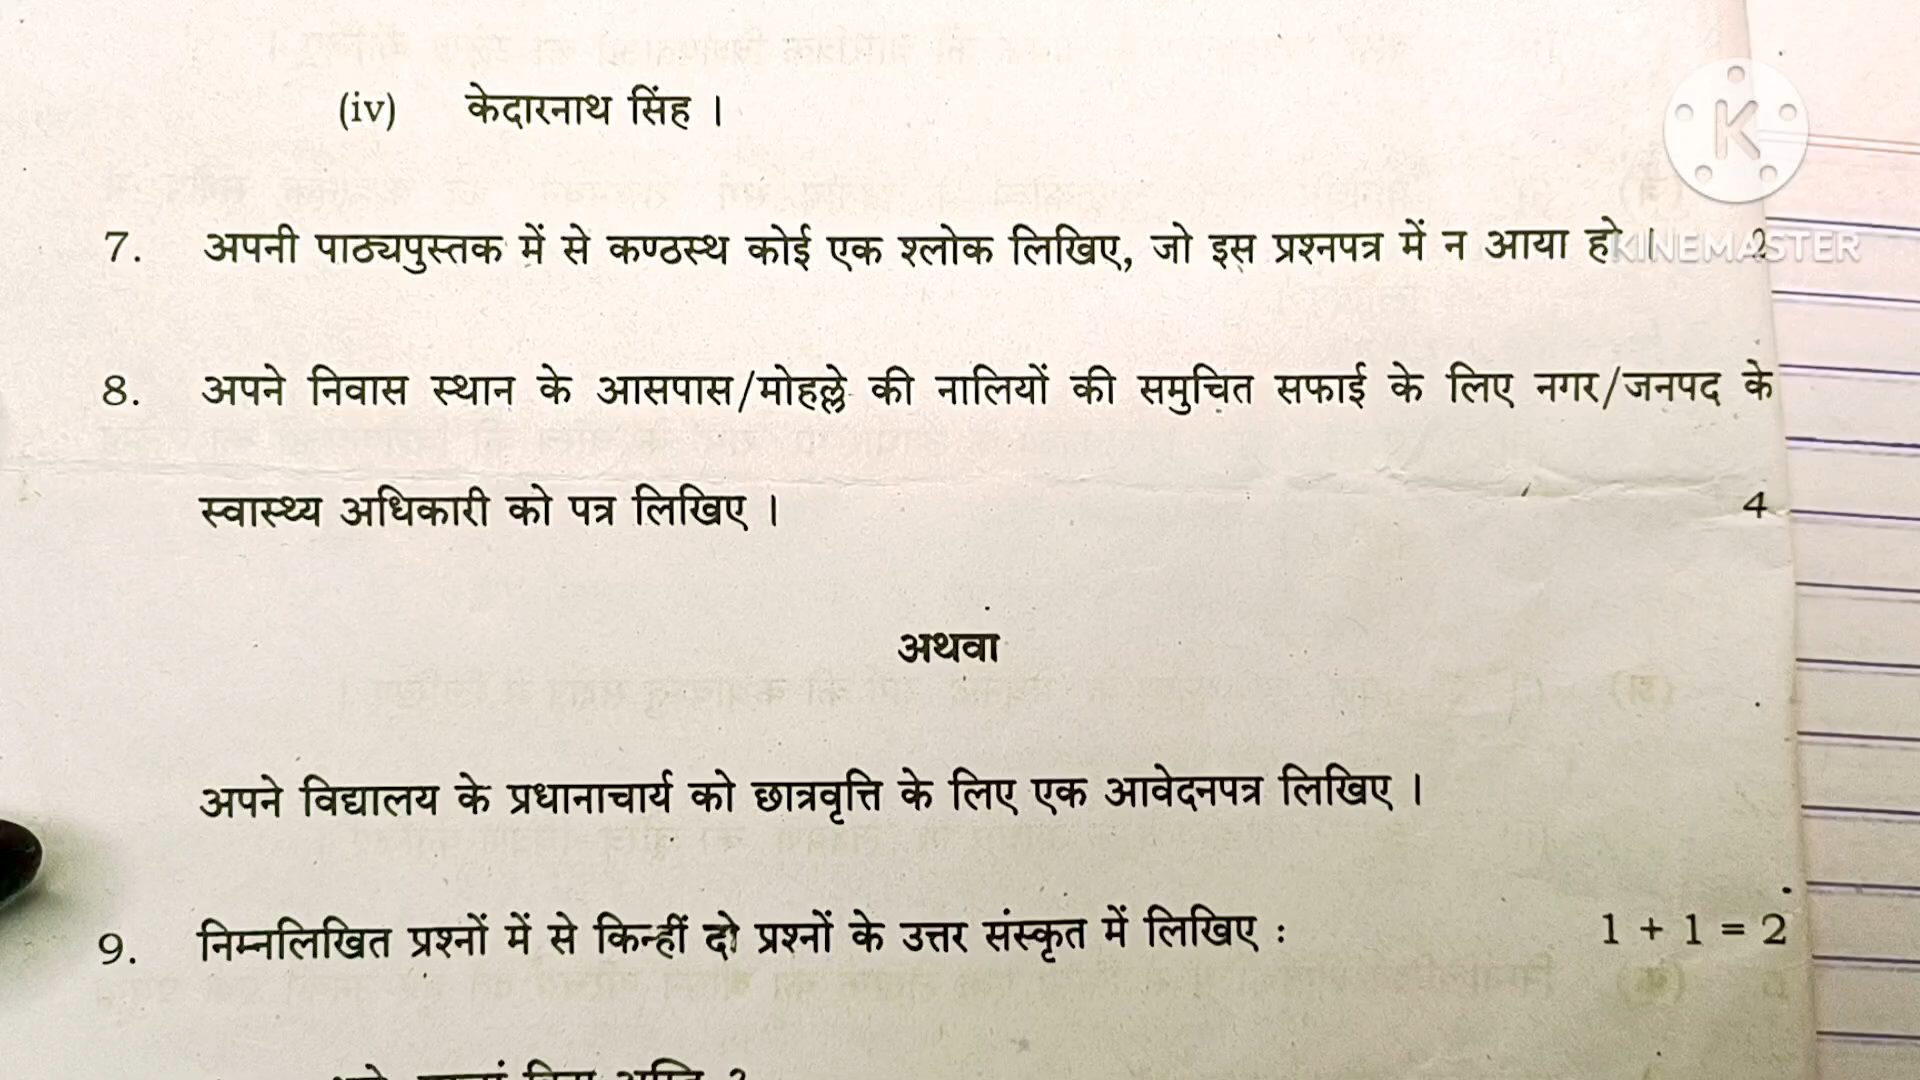 (iv) केदारनाथ सिंह ।
K
7. अपनी पाठ्यपुस्तक में से कण्ठस्थ कोई एक श्लोक लिखिए, जो इस प्रश्नपत्र में न आया हो । 2
KINEMASTER
8. अपने निवास स्थान के आसपास/मोहल्ले की नालियों की समुचित सफाई के लिए नगर/जनपद के
स्वास्थ्य अधिकारी को पत्र लिखिए । 4
अथवा
अपने विद्यालय के प्रधानाचार्य को छात्रवृत्ति के लिए एक आवेदनपत्र लिखिए ।
9. निम्नलिखित प्रश्नों में से किन्हीं दो प्रश्नों के उत्तर संस्कृत में लिखिए : 1 + 1 = 2